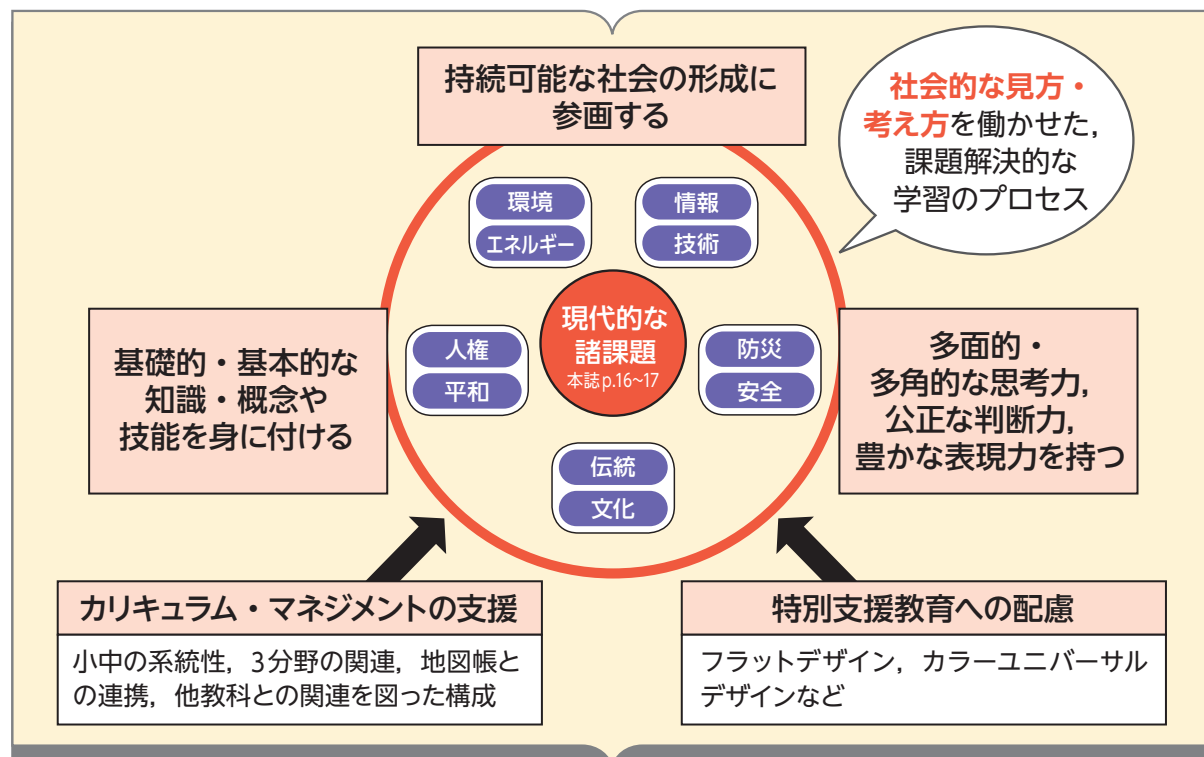 持続可能な社会の形成に
参画する
社会的な見方・
考え方を働かせた，
課題解決的な
学習のプロセス
環境
エネルギー
情報
技術
現代的な
諸課題
本誌p.16~17
人権
平和
防災
安全
伝統
文化
基礎的・基本的な
知識・概念や
技能を身に付ける
多面的・
多角的な思考力，
公正な判断力，
豊かな表現力を持つ
カリキュラム・マネジメントの支援
小中の系統性，3分野の関連，地図帳と
の連携，他教科との関連を図った構成
特別支援教育への配慮
フラットデザイン，カラーユニバーサル
デザインなど